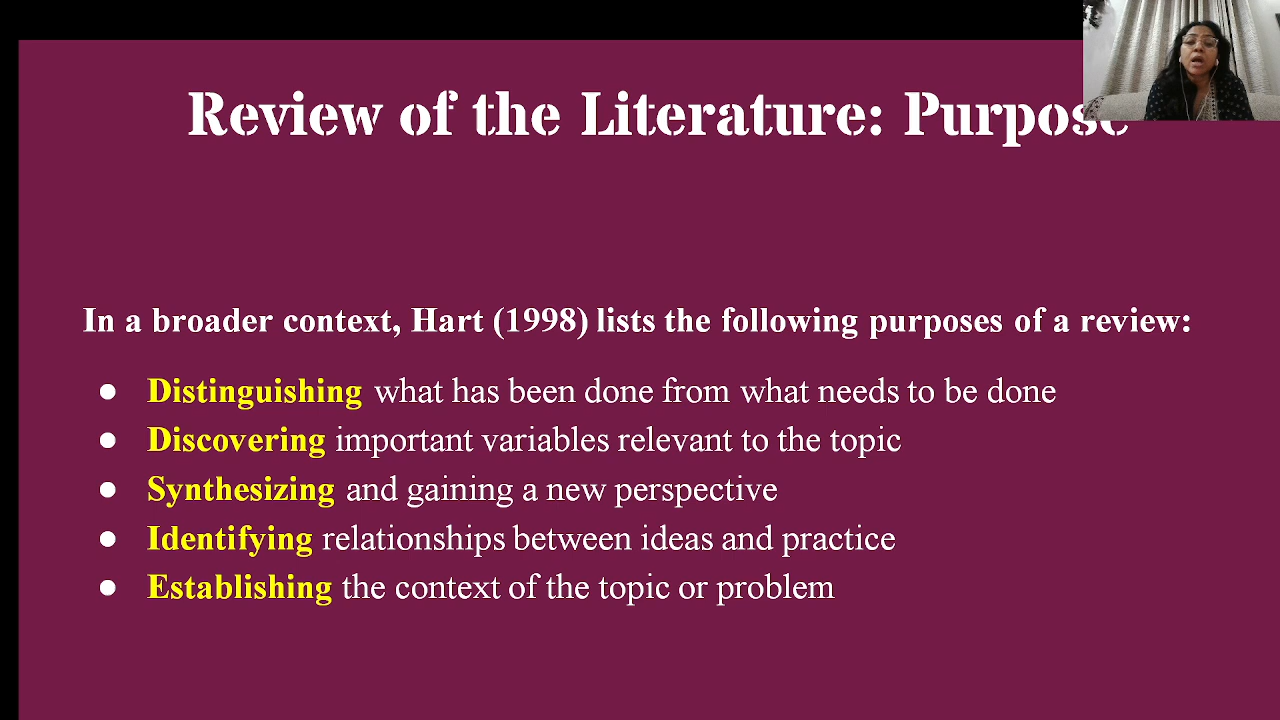 Review of the Literature: Purpose
In a broader context, Hart (1998) lists the following purposes of a review:
● Distinguishing what has been done from what needs to be done
● Discovering important variables relevant to the topic
● Synthesizing and gaining a new perspective
● Identifying relationships between ideas and practice
● Establishing the context of the topic or problem